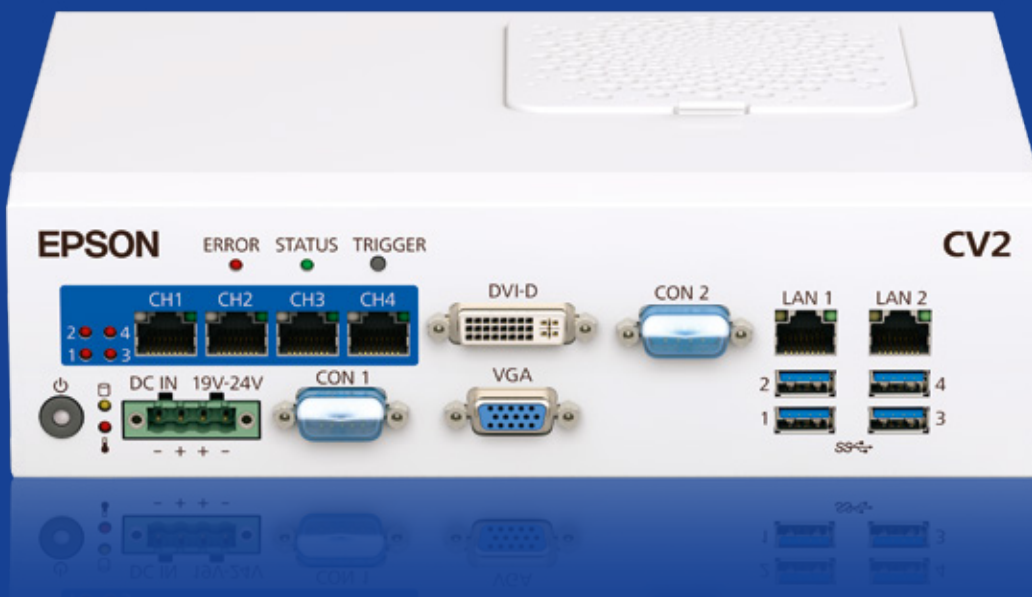 EPSON
ERROR STATUS TRIGGER
CV2
CH1 CH2 CH3 CH4
2 4
1 3
DVI-D
CON 2
LAN 1 LAN 2
DC IN 19V-24V
- + + -
CON 1
VGA
2 4
1 3
SS